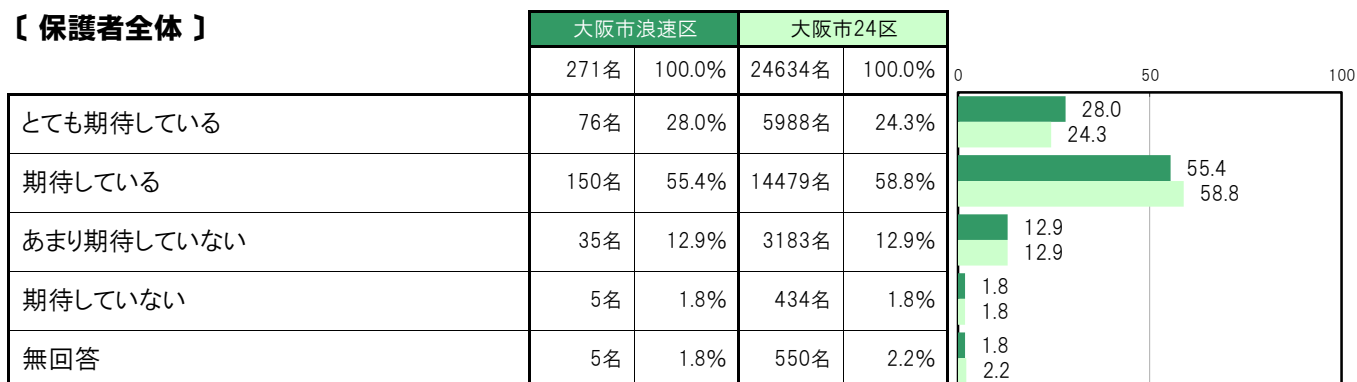 〔 保護者全体 〕
大阪市浪速区 大阪市24区
271名 100.0% 24634名 100.0%
0 50 100
とても期待している 76名 28.0% 5988名 24.3%
28.0
24.3
期待している 150名 55.4% 14479名 58.8%
55.4
58.8
あまり期待していない 35名 12.9% 3183名 12.9%
12.9
12.9
期待していない 5名 1.8% 434名 1.8%
1.8
1.8
無回答 5名 1.8% 550名 2.2%
1.8
2.2